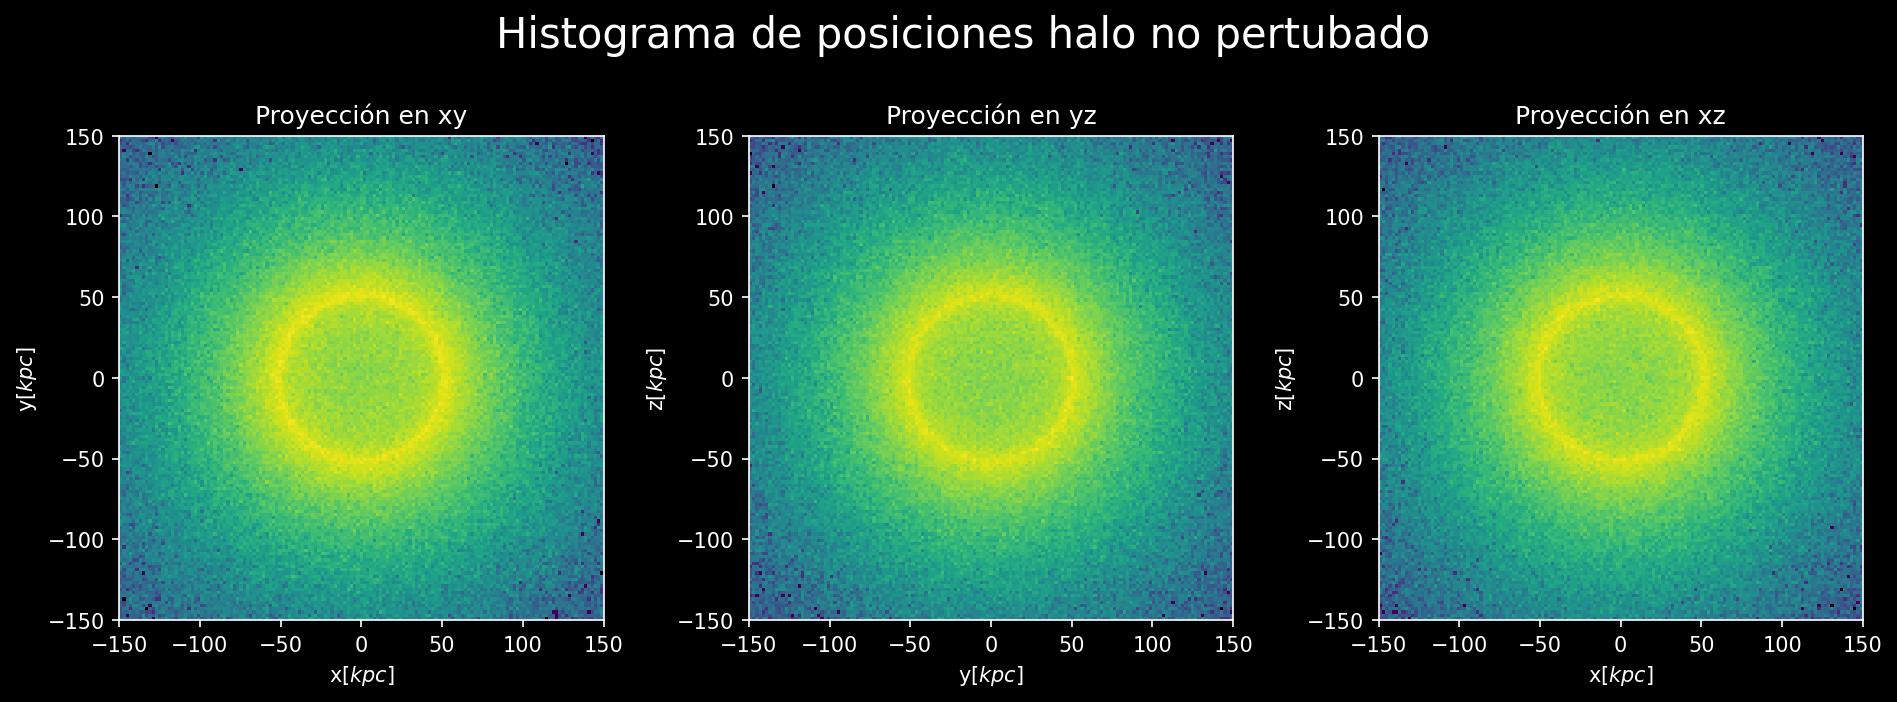 Histograma de posiciones halo no pertubado
Proyección en xy
150
100
50
0
−50
−100
−150
−150 −100 −50 0 50 100 150
y[kpc]
x[kpc]
Proyección en yz
150
100
50
0
−50
−100
−150
−150 −100 −50 0 50 100 150
z[kpc]
y[kpc]
Proyección en xz
150
100
50
0
−50
−100
−150
−150 −100 −50 0 50 100 150
z[kpc]
x[kpc]